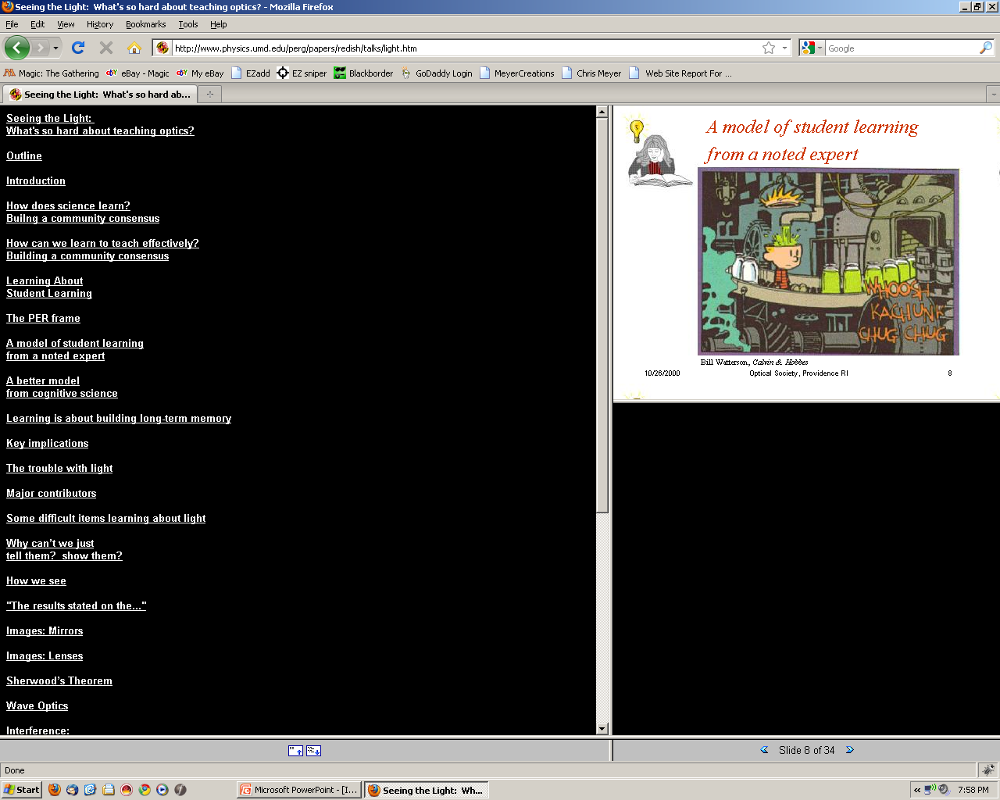 Seeing the Light:  What's so hard about teaching optics? - Mozilla Firefox
File Edit View History Bookmarks Tools Help
http://www.physics.umd.edu/perg/papers/redish/talks/light.htm
Google
Magic: The Gathering eBay - Magic My eBay EZadd EZ sniper Blackborder GoDaddy Login MeyerCreations Chris Meyer Web Site Report For ...
Seeing the Light:  What's so hard ab...
Seeing the Light:
What's so hard about teaching optics?
Outline
Introduction
How does science learn?
Builng a community consensus
How can we learn to teach effectively?
Building a community consensus
Learning About
Student Learning
The PER frame
A model of student learning
from a noted expert
A better model
from cognitive science
Learning is about building long-term memory
Key implications
The trouble with light
Major contributors
Some difficult items learning about light
Why can't we just
tell them?  show them?
How we see
"The results stated on the..."
Images: Mirrors
Images: Lenses
Sherwood's Theorem
Wave Optics
Interference:
A model of student learning
from a noted expert
WHOOSH
KACHUNK
CHUG CHUG
Bill Watterson, Calvin & Hobbes
10/26/2000 Optical Society, Providence RI 8
Slide 8 of 34
Done
Start Microsoft PowerPoint - [I... Seeing the Light:  Wh... 7:58 PM